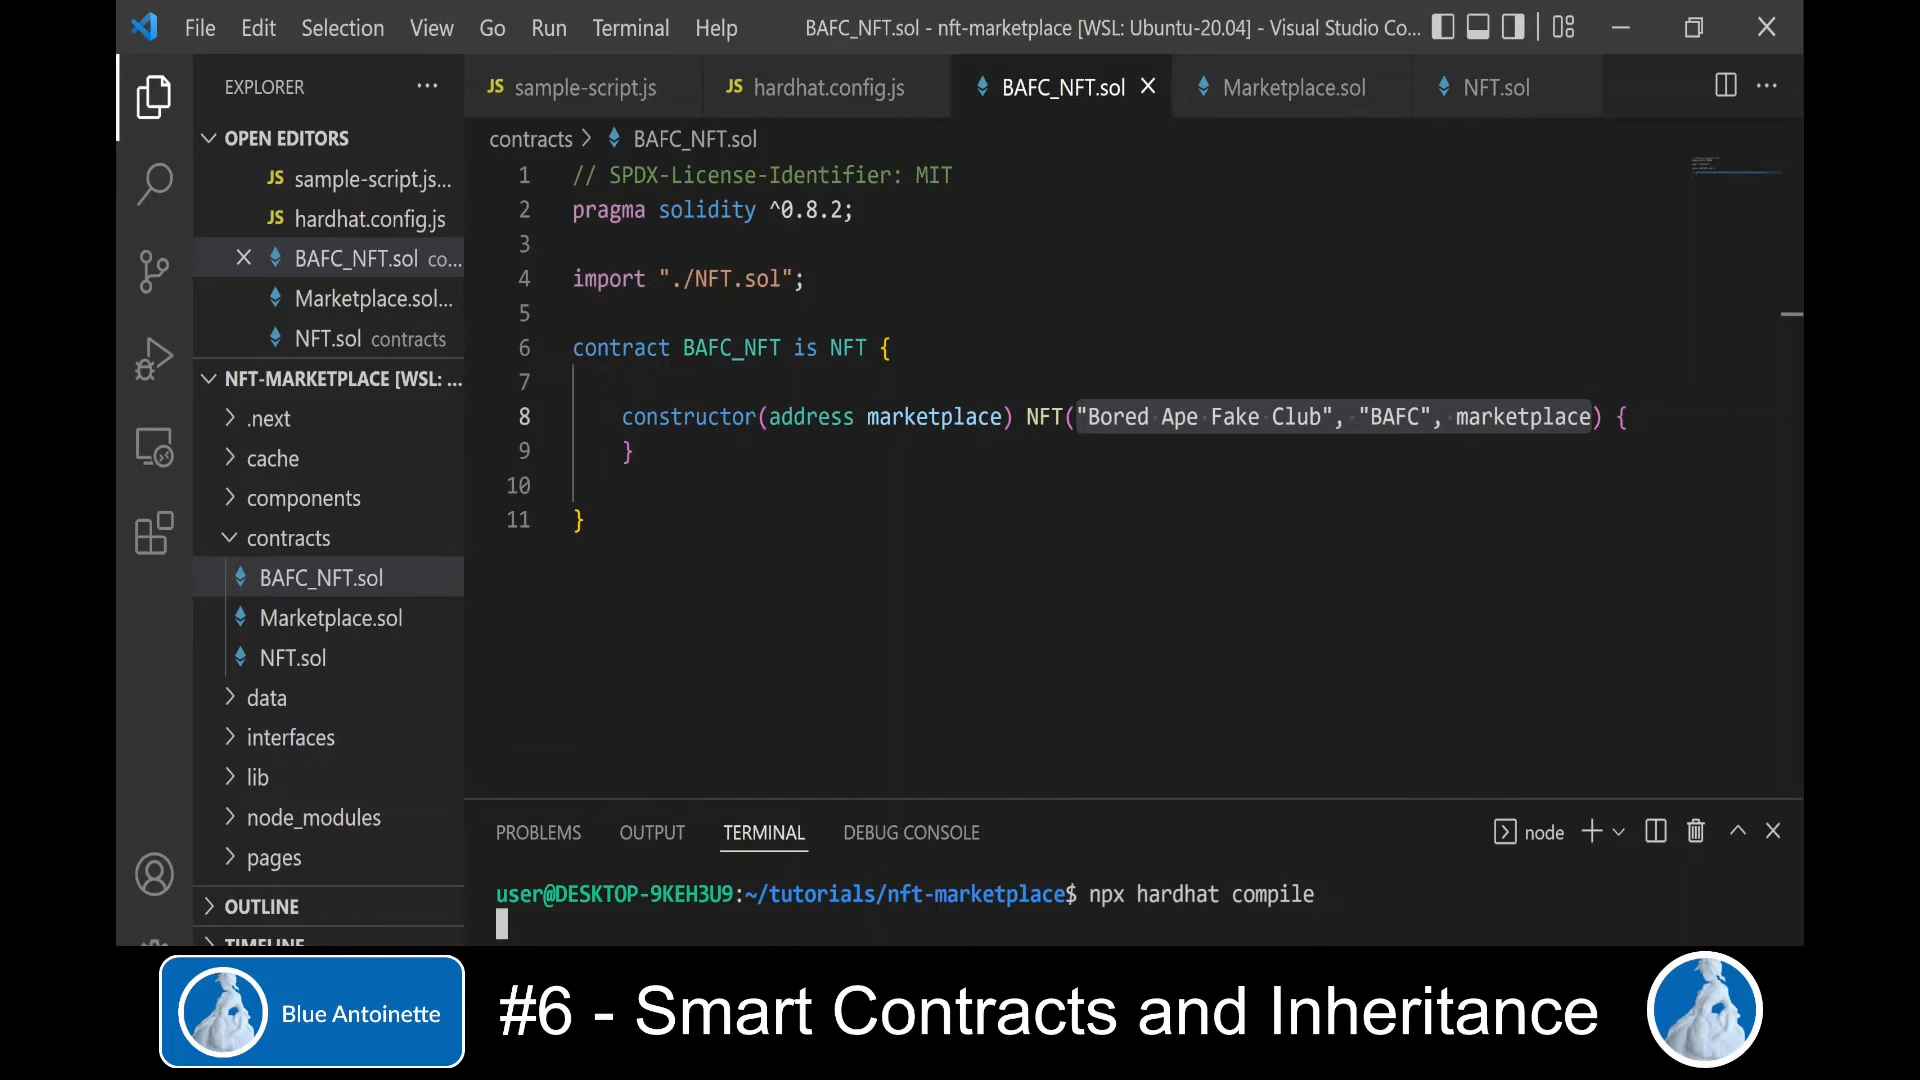 File Edit Selection View Go Run Terminal Help BAFC_NFT.sol - nft-marketplace [WSL: Ubuntu-20.04] - Visual Studio Co...
EXPLORER ...
JS sample-script.js JS hardhat.config.js BAFC_NFT.sol Marketplace.sol NFT.sol ...
OPEN EDITORS
JS sample-script.js...
JS hardhat.config.js
BAFC_NFT.sol co...
Marketplace.sol...
NFT.sol contracts
NFT-MARKETPLACE [WSL: ...
.next
cache
components
contracts
BAFC_NFT.sol
Marketplace.sol
NFT.sol
data
interfaces
lib
node_modules
pages
OUTLINE
TIMELINE
contracts > BAFC_NFT.sol
1 // SPDX-License-Identifier: MIT
2 pragma solidity ^0.8.2;
3
4 import "./NFT.sol";
5
6 contract BAFC_NFT is NFT {
7
8 constructor(address marketplace) NFT("Bored Ape Fake Club", "BAFC", marketplace) {
9 }
10
11 }
PROBLEMS OUTPUT TERMINAL DEBUG CONSOLE node
user@DESKTOP-9KEH3U9:~/tutorials/nft-marketplace$ npx hardhat compile
Blue Antoinette
#6 - Smart Contracts and Inheritance